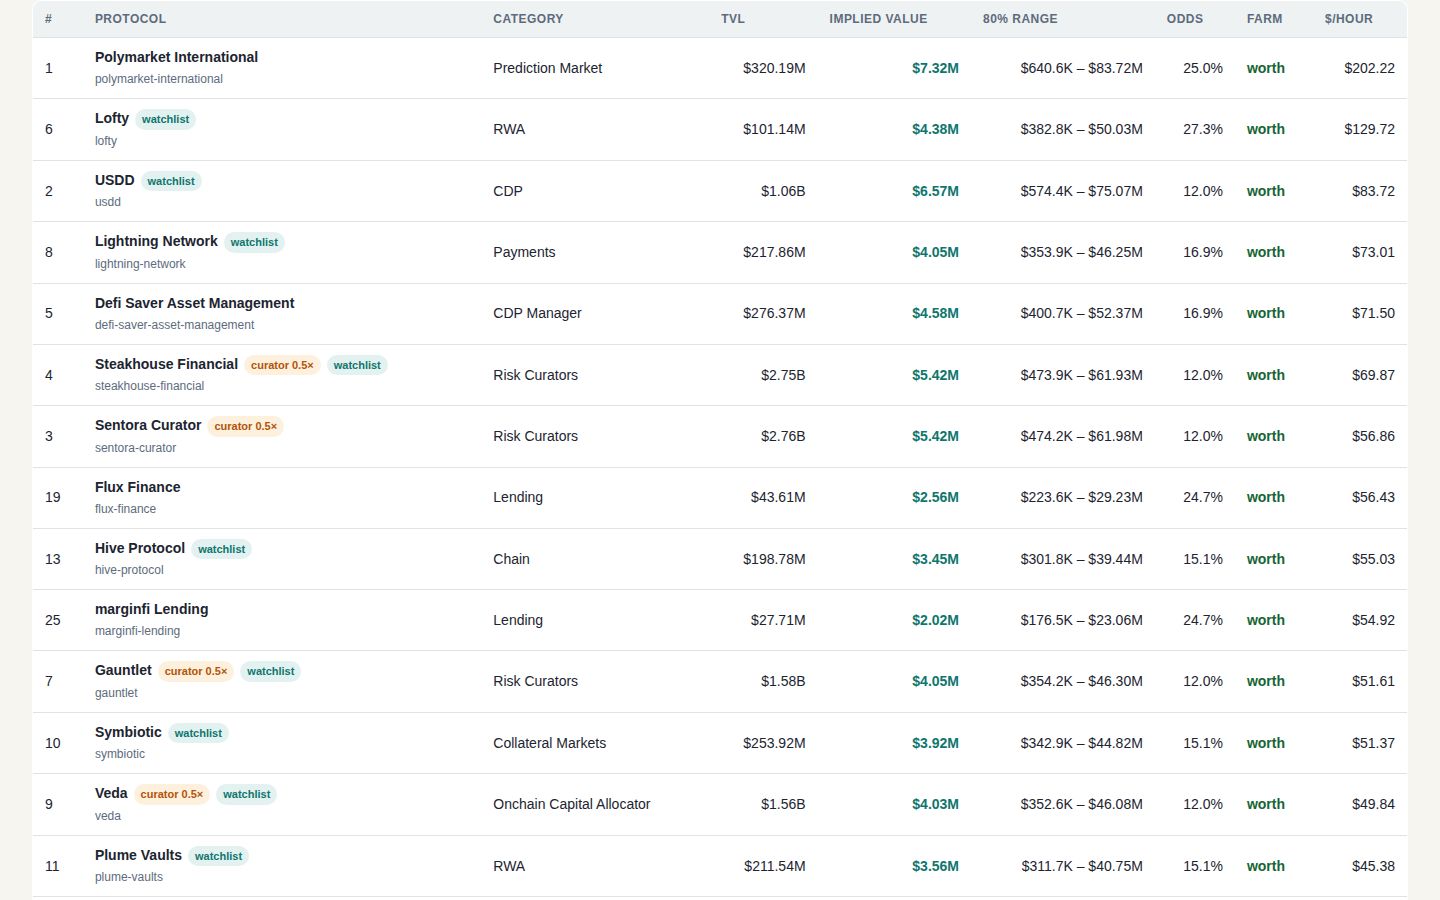 # PROTOCOL CATEGORY TVL IMPLIED VALUE 80% RANGE ODDS FARM $/HOUR
1 Polymarket International Prediction Market $320.19M $7.32M $640.6K – $83.72M 25.0% worth $202.22
polymarket-international
6 Lofty watchlist RWA $101.14M $4.38M $382.8K – $50.03M 27.3% worth $129.72
lofty
2 USDD watchlist CDP $1.06B $6.57M $574.4K – $75.07M 12.0% worth $83.72
usdd
8 Lightning Network watchlist Payments $217.86M $4.05M $353.9K – $46.25M 16.9% worth $73.01
lightning-network
5 Defi Saver Asset Management CDP Manager $276.37M $4.58M $400.7K – $52.37M 16.9% worth $71.50
defi-saver-asset-management
4 Steakhouse Financial curator 0.5× watchlist Risk Curators $2.75B $5.42M $473.9K – $61.93M 12.0% worth $69.87
steakhouse-financial
3 Sentora Curator curator 0.5× Risk Curators $2.76B $5.42M $474.2K – $61.98M 12.0% worth $56.86
sentora-curator
19 Flux Finance Lending $43.61M $2.56M $223.6K – $29.23M 24.7% worth $56.43
flux-finance
13 Hive Protocol watchlist Chain $198.78M $3.45M $301.8K – $39.44M 15.1% worth $55.03
hive-protocol
25 marginfi Lending Lending $27.71M $2.02M $176.5K – $23.06M 24.7% worth $54.92
marginfi-lending
7 Gauntlet curator 0.5× watchlist Risk Curators $1.58B $4.05M $354.2K – $46.30M 12.0% worth $51.61
gauntlet
10 Symbiotic watchlist Collateral Markets $253.92M $3.92M $342.9K – $44.82M 15.1% worth $51.37
symbiotic
9 Veda curator 0.5× watchlist Onchain Capital Allocator $1.56B $4.03M $352.6K – $46.08M 12.0% worth $49.84
veda
11 Plume Vaults watchlist RWA $211.54M $3.56M $311.7K – $40.75M 15.1% worth $45.38
plume-vaults